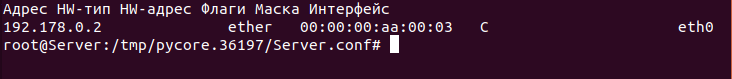 Адрес HW-тип HW-адрес Флаги Маска Интерфейс
192.178.0.2 ether 00:00:00:aa:00:03 C eth0
root@Server:/tmp/pycore.36197/Server.conf#